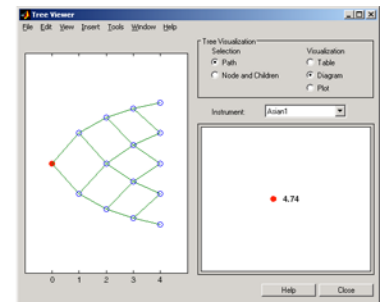 Tree Viewer
File Edit View Insert Tools Window Help
Tree Visualization
Selection
Visualization
Path
Table
Node and Children
Diagram
Plot
Instrument:
Asian1
4.74
0 1 2 3 4
Help
Close